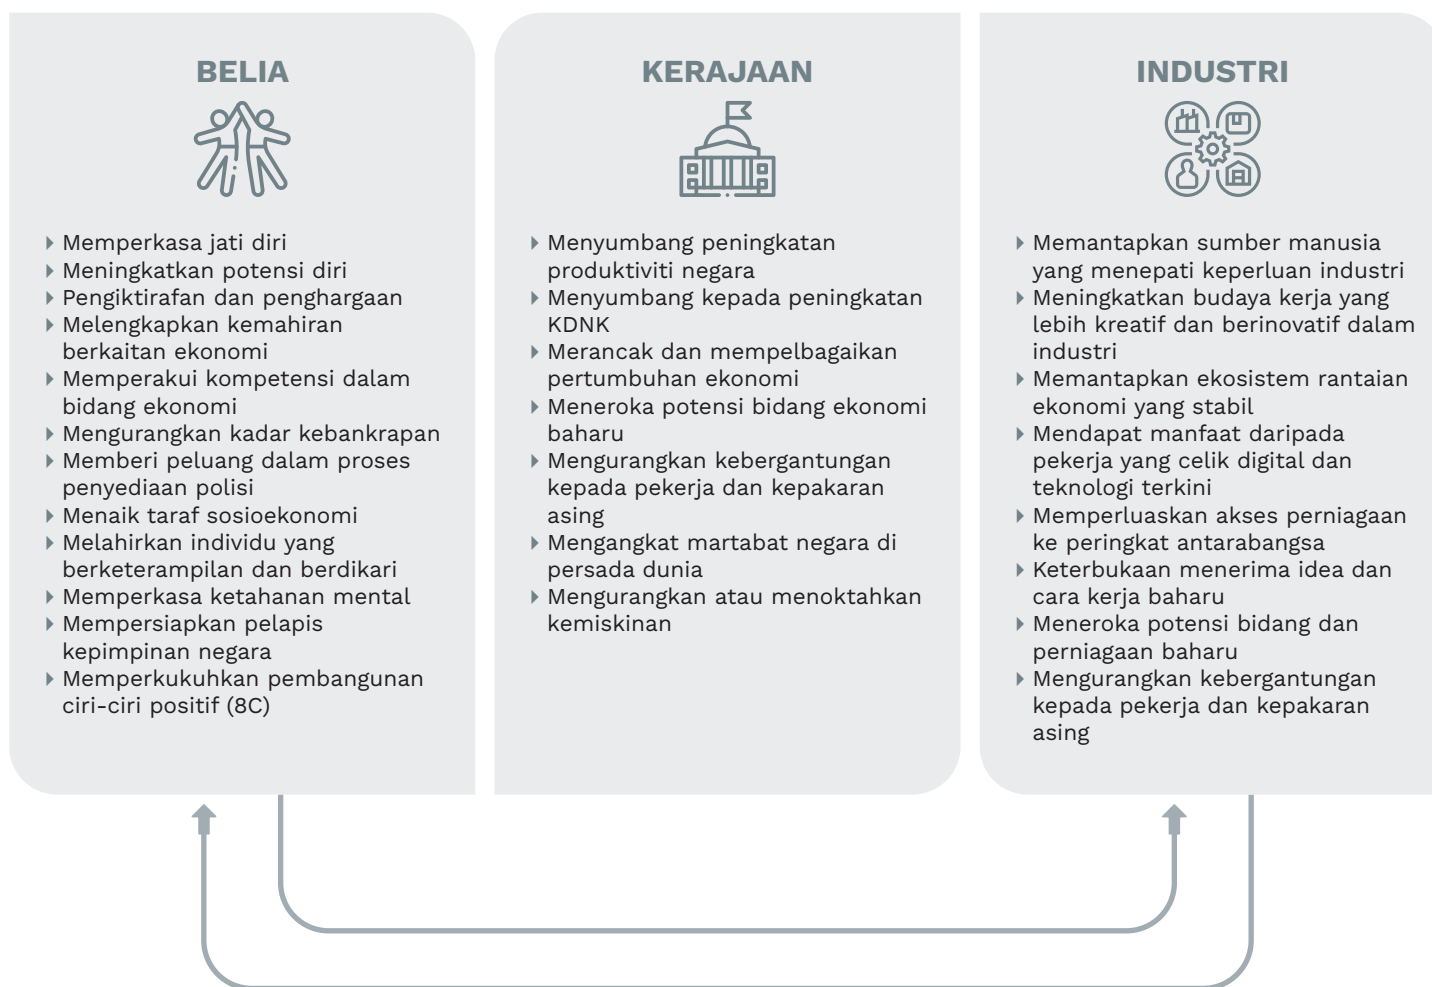 BELIA
Memperkasa jati diri
Meningkatkan potensi diri
Pengiktirafan dan penghargaan
Melengkapkan kemahiran
berkaitan ekonomi
Memperakui kompetensi dalam
bidang ekonomi
Mengurangkan kadar kebankrapan
Memberi peluang dalam proses
penyediaan polisi
Menaik taraf sosioekonomi
Melahirkan individu yang
berketerampilan dan berdikari
Memperkasa ketahanan mental
Mempersiapkan pelapis
kepimpinan negara
Memperkukuhkan pembangunan
ciri-ciri positif (8C)
KERAJAAN
Menyumbang peningkatan
produktiviti negara
Menyumbang kepada peningkatan
KDNK
Merancak dan mempelbagaikan
pertumbuhan ekonomi
Meneroka potensi bidang ekonomi
baharu
Mengurangkan kebergantungan
kepada pekerja dan kepakaran
asing
Mengangkat martabat negara di
persada dunia
Mengurangkan atau menoktahkan
kemiskinan
INDUSTRI
Memantapkan sumber manusia
yang menepati keperluan industri
Meningkatkan budaya kerja yang
lebih kreatif dan berinovatif dalam
industri
Memantapkan ekosistem rantaian
ekonomi yang stabil
Mendapat manfaat daripada
pekerja yang celik digital dan
teknologi terkini
Memperluaskan akses perniagaan
ke peringkat antarabangsa
Keterbukaan menerima idea dan
cara kerja baharu
Meneroka potensi bidang dan
perniagaan baharu
Mengurangkan kebergantungan
kepada pekerja dan kepakaran
asing